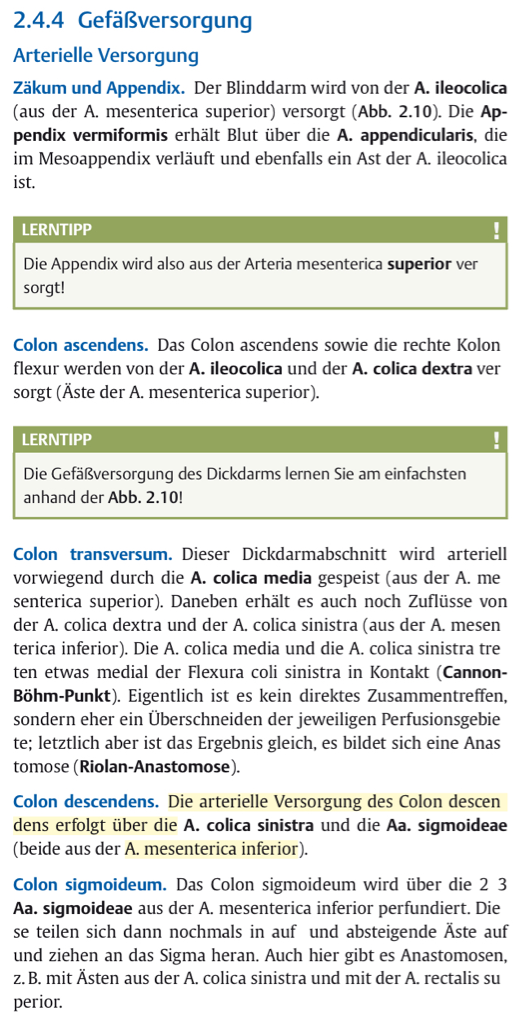 2.4.4 Gefäßversorgung
Arterielle Versorgung
Zäkum und Appendix. Der Blinddarm wird von der A. ileocolica
(aus der A. mesenterica superior) versorgt (Abb. 2.10). Die Ap-
pendix vermiformis erhält Blut über die A. appendicularis, die
im Mesoappendix verläuft und ebenfalls ein Ast der A. ileocolica
ist.
LERNTIPP !
Die Appendix wird also aus der Arteria mesenterica superior ver
sorgt!
Colon ascendens. Das Colon ascendens sowie die rechte Kolon
flexur werden von der A. ileocolica und der A. colica dextra ver
sorgt (Äste der A. mesenterica superior).
LERNTIPP !
Die Gefäßversorgung des Dickdarms lernen Sie am einfachsten
anhand der Abb. 2.10!
Colon transversum. Dieser Dickdarmabschnitt wird arteriell
vorwiegend durch die A. colica media gespeist (aus der A. me
senterica superior). Daneben erhält es auch noch Zuflüsse von
der A. colica dextra und der A. colica sinistra (aus der A. mesen
terica inferior). Die A. colica media und die A. colica sinistra tre
ten etwas medial der Flexura coli sinistra in Kontakt (Cannon-
Böhm-Punkt). Eigentlich ist es kein direktes Zusammentreffen,
sondern eher ein Überschneiden der jeweiligen Perfusionsgebie
te; letztlich aber ist das Ergebnis gleich, es bildet sich eine Anas
tomose (Riolan-Anastomose).
Colon descendens. Die arterielle Versorgung des Colon descen
dens erfolgt über die A. colica sinistra und die Aa. sigmoideae
(beide aus der A. mesenterica inferior).
Colon sigmoideum. Das Colon sigmoideum wird über die 2 3
Aa. sigmoideae aus der A. mesenterica inferior perfundiert. Die
se teilen sich dann nochmals in auf und absteigende Äste auf
und ziehen an das Sigma heran. Auch hier gibt es Anastomosen,
z. B. mit Ästen aus der A. colica sinistra und mit der A. rectalis su
perior.